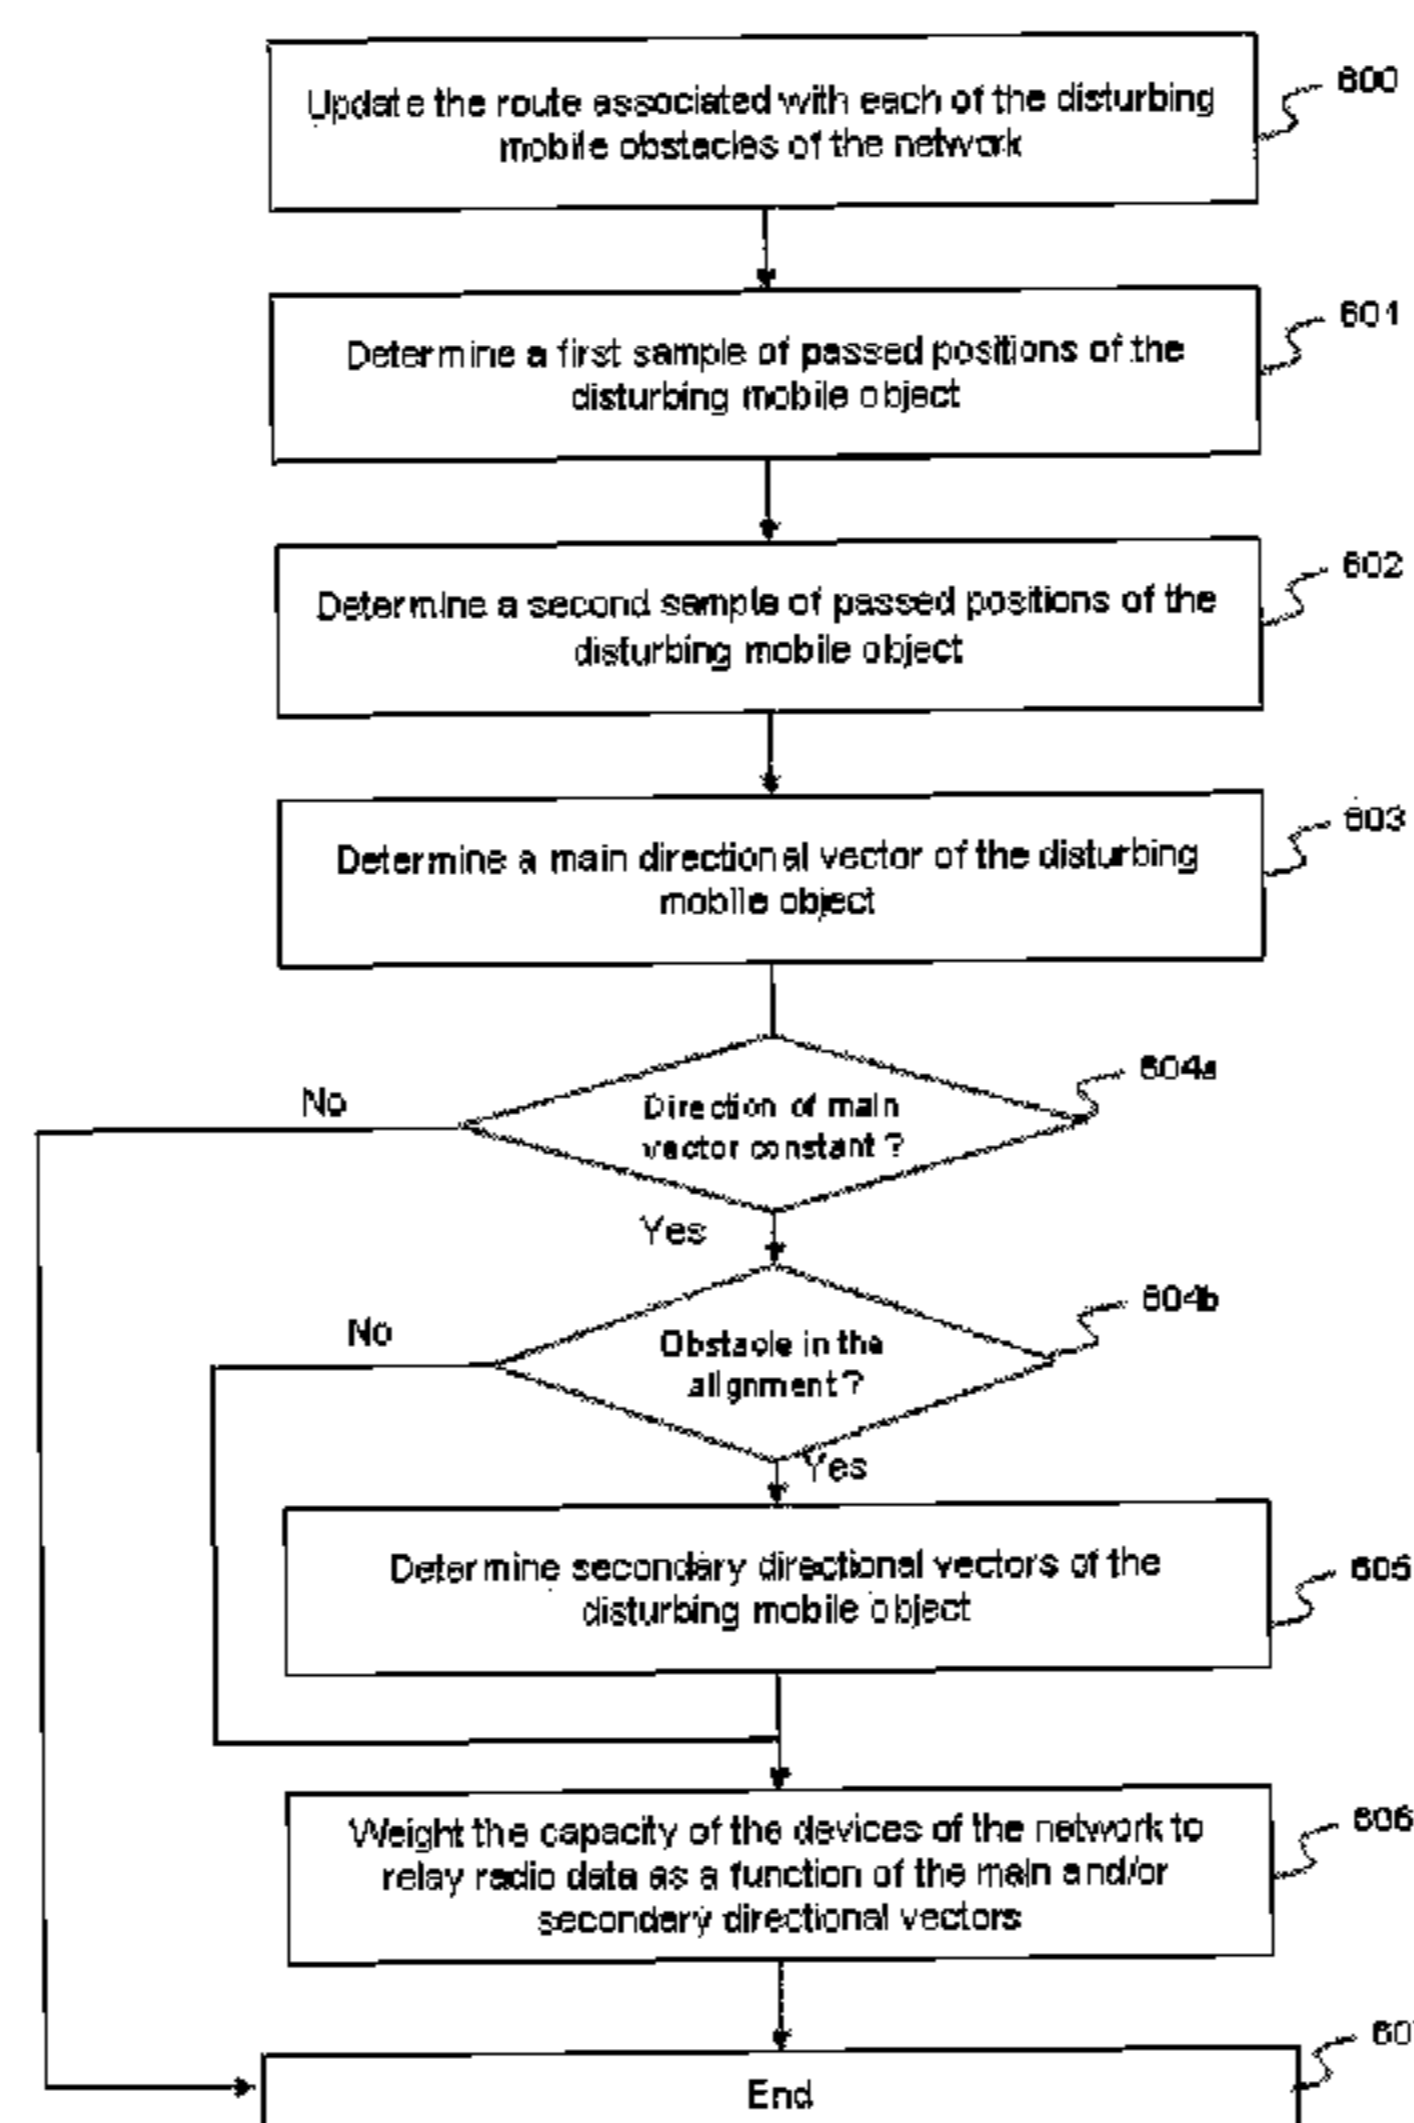 600
Update the route associated with each of the disturbing
mobile obstacles of the network
601
Determine a first sample of passed positions of the
disturbing mobile object
602
Determine a second sample of passed positions of the
disturbing mobile object
603
Determine a main directional vector of the disturbing
mobile object
604a
No
Direction of main
vector constant ?
Yes
604b
No
Obstacle in the
alignment ?
Yes
Determine secondary directional vectors of the
disturbing mobile object
605
Weight the capacity of the devices of the network to
relay radio data as a function of the main and/or
secondary directional vectors
606
End